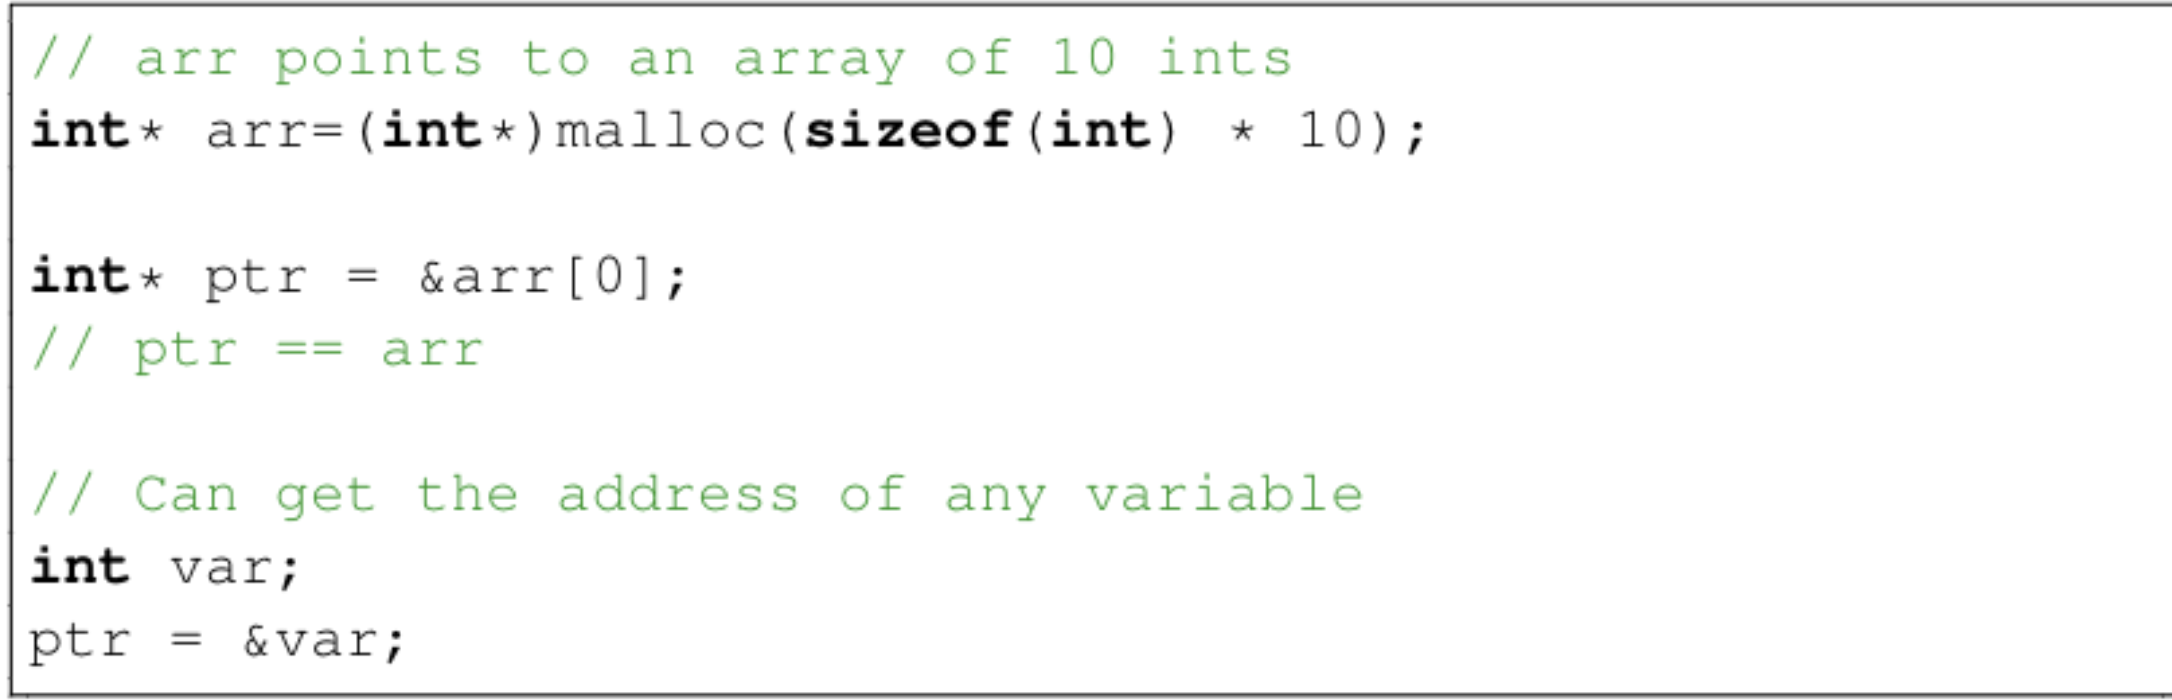 // arr points to an array of 10 ints
int* arr=(int*)malloc(sizeof(int) * 10);
int* ptr = &arr[0];
// ptr == arr
// Can get the address of any variable
int var;
ptr = &var;